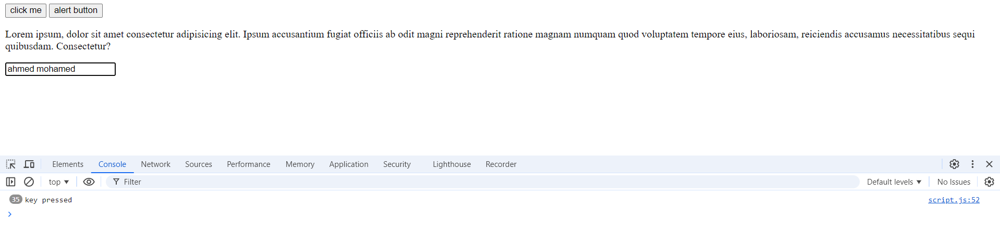 click me alert button
Lorem ipsum, dolor sit amet consectetur adipisicing elit. Ipsum accusantium fugiat officiis ab odit magni reprehenderit ratione magnam numquam quod voluptatem tempore eius, laboriosam, reiciendis accusamus necessitatibus sequi
quibusdam. Consectetur?
ahmed mohamed
Elements Console Network Sources Performance Memory Application Security Lighthouse Recorder
top Filter Default levels No Issues
35 key pressed script.js:52